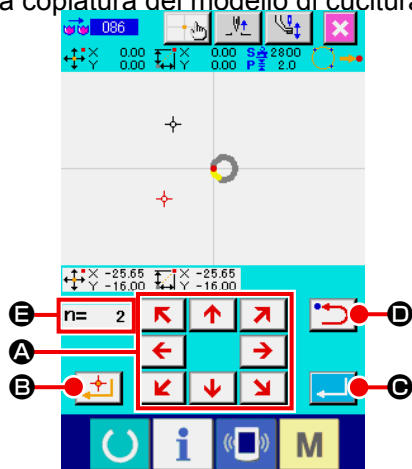 a copiatura del modello di cucitura
086
X 0.00 X 0.00 S 2800
Y 0.00 Y 0.00 P 2.0
X -25.65 X -25.65
Y -16.00 Y -16.00
E n= 2 D
A
B C
i M